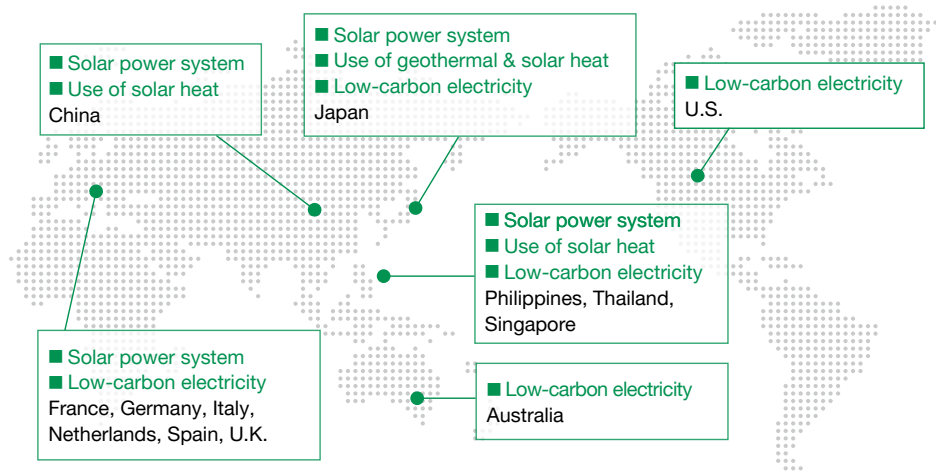 ■ Solar power system
■ Use of solar heat
China
■ Solar power system
■ Use of geothermal & solar heat
■ Low-carbon electricity
Japan
■ Low-carbon electricity
U.S.
■ Solar power system
■ Use of solar heat
■ Low-carbon electricity
Philippines, Thailand,
Singapore
■ Solar power system
■ Low-carbon electricity
France, Germany, Italy,
Netherlands, Spain, U.K.
■ Low-carbon electricity
Australia